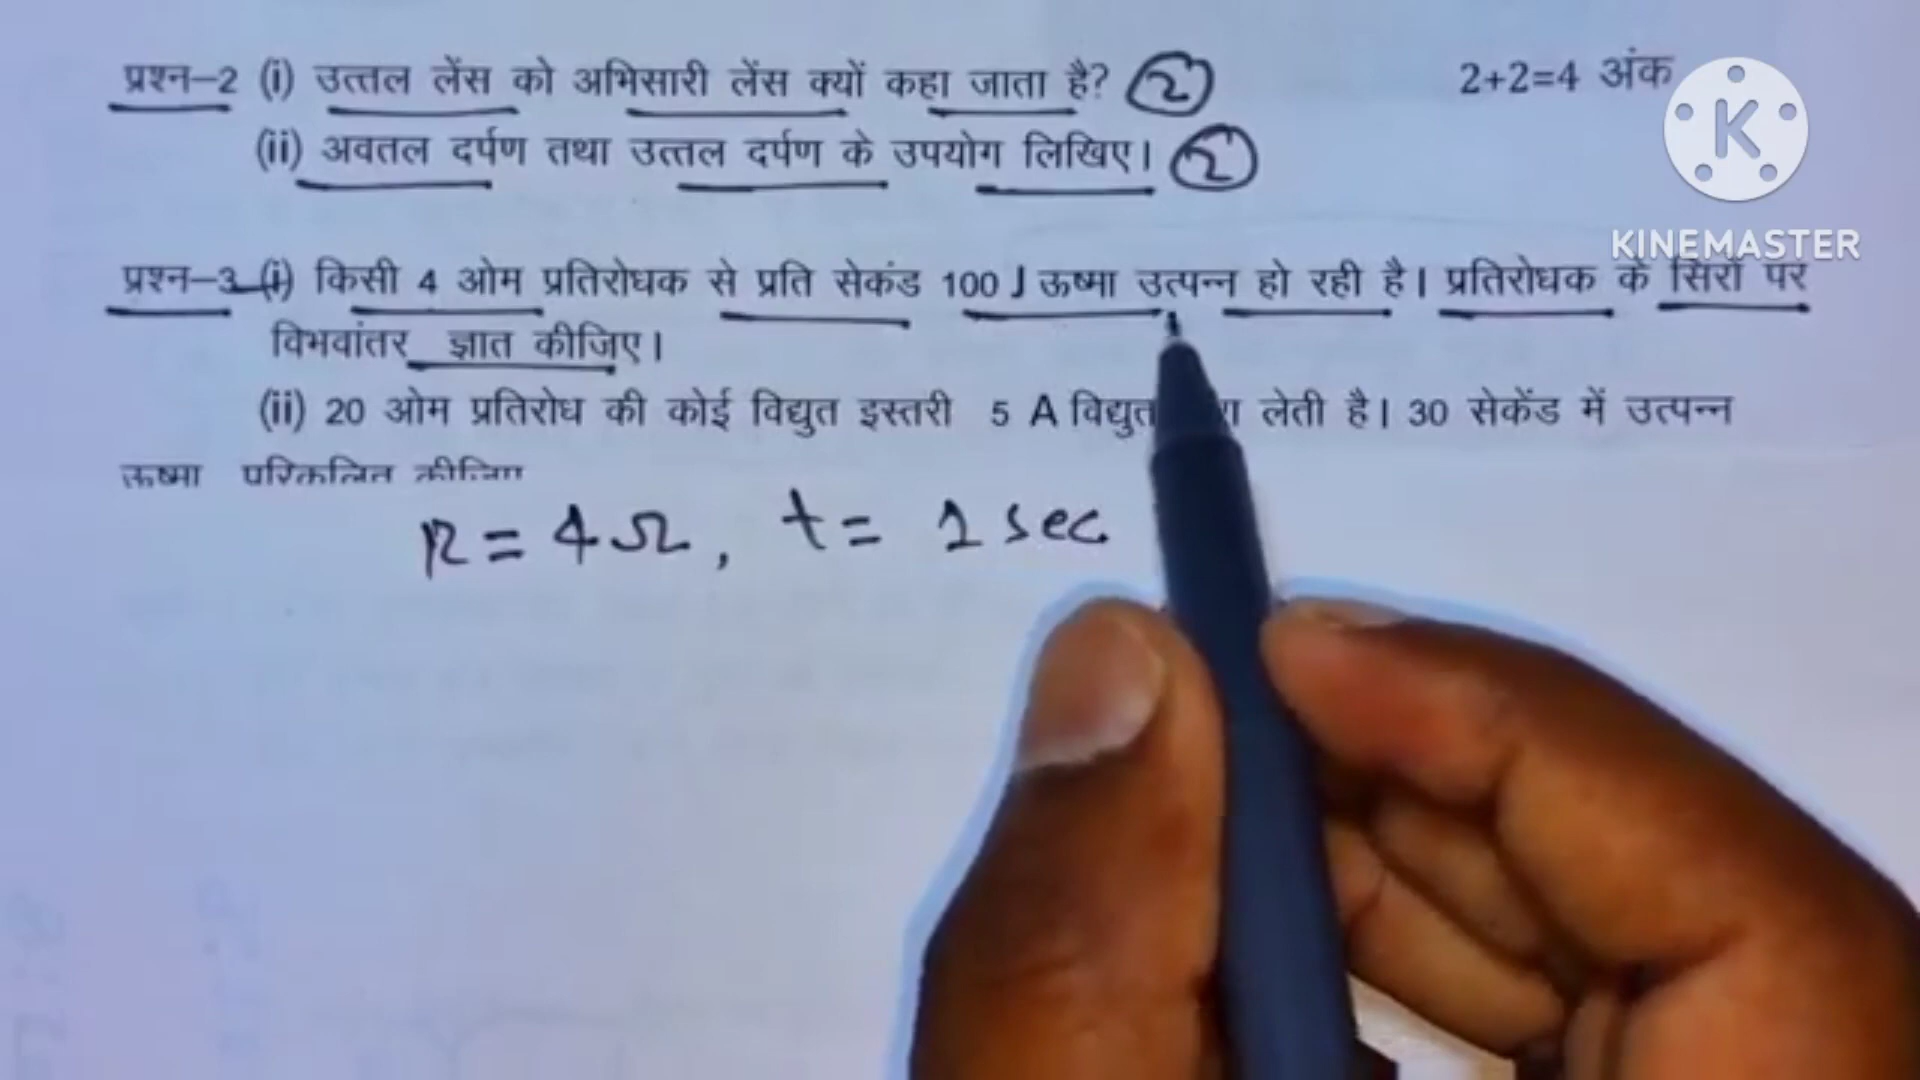 प्रश्न–2 (i) उत्तल लेंस को अभिसारी लेंस क्यों कहा जाता है? 2 2+2=4 अंक
(ii) अवतल दर्पण तथा उत्तल दर्पण के उपयोग लिखिए। 2
K
KINEMASTER
प्रश्न–3 (i) किसी 4 ओम प्रतिरोधक से प्रति सेकंड 100 J ऊष्मा उत्पन्न हो रही है। प्रतिरोधक के सिरों पर
विभवांतर ज्ञात कीजिए।
(ii) 20 ओम प्रतिरोध की कोई विद्युत इस्तरी 5 A विद्युत लेती है। 30 सेकेंड में उत्पन्न
ऊष्मा परिकलित कीजिए
R = 4Ω, t = 1 sec